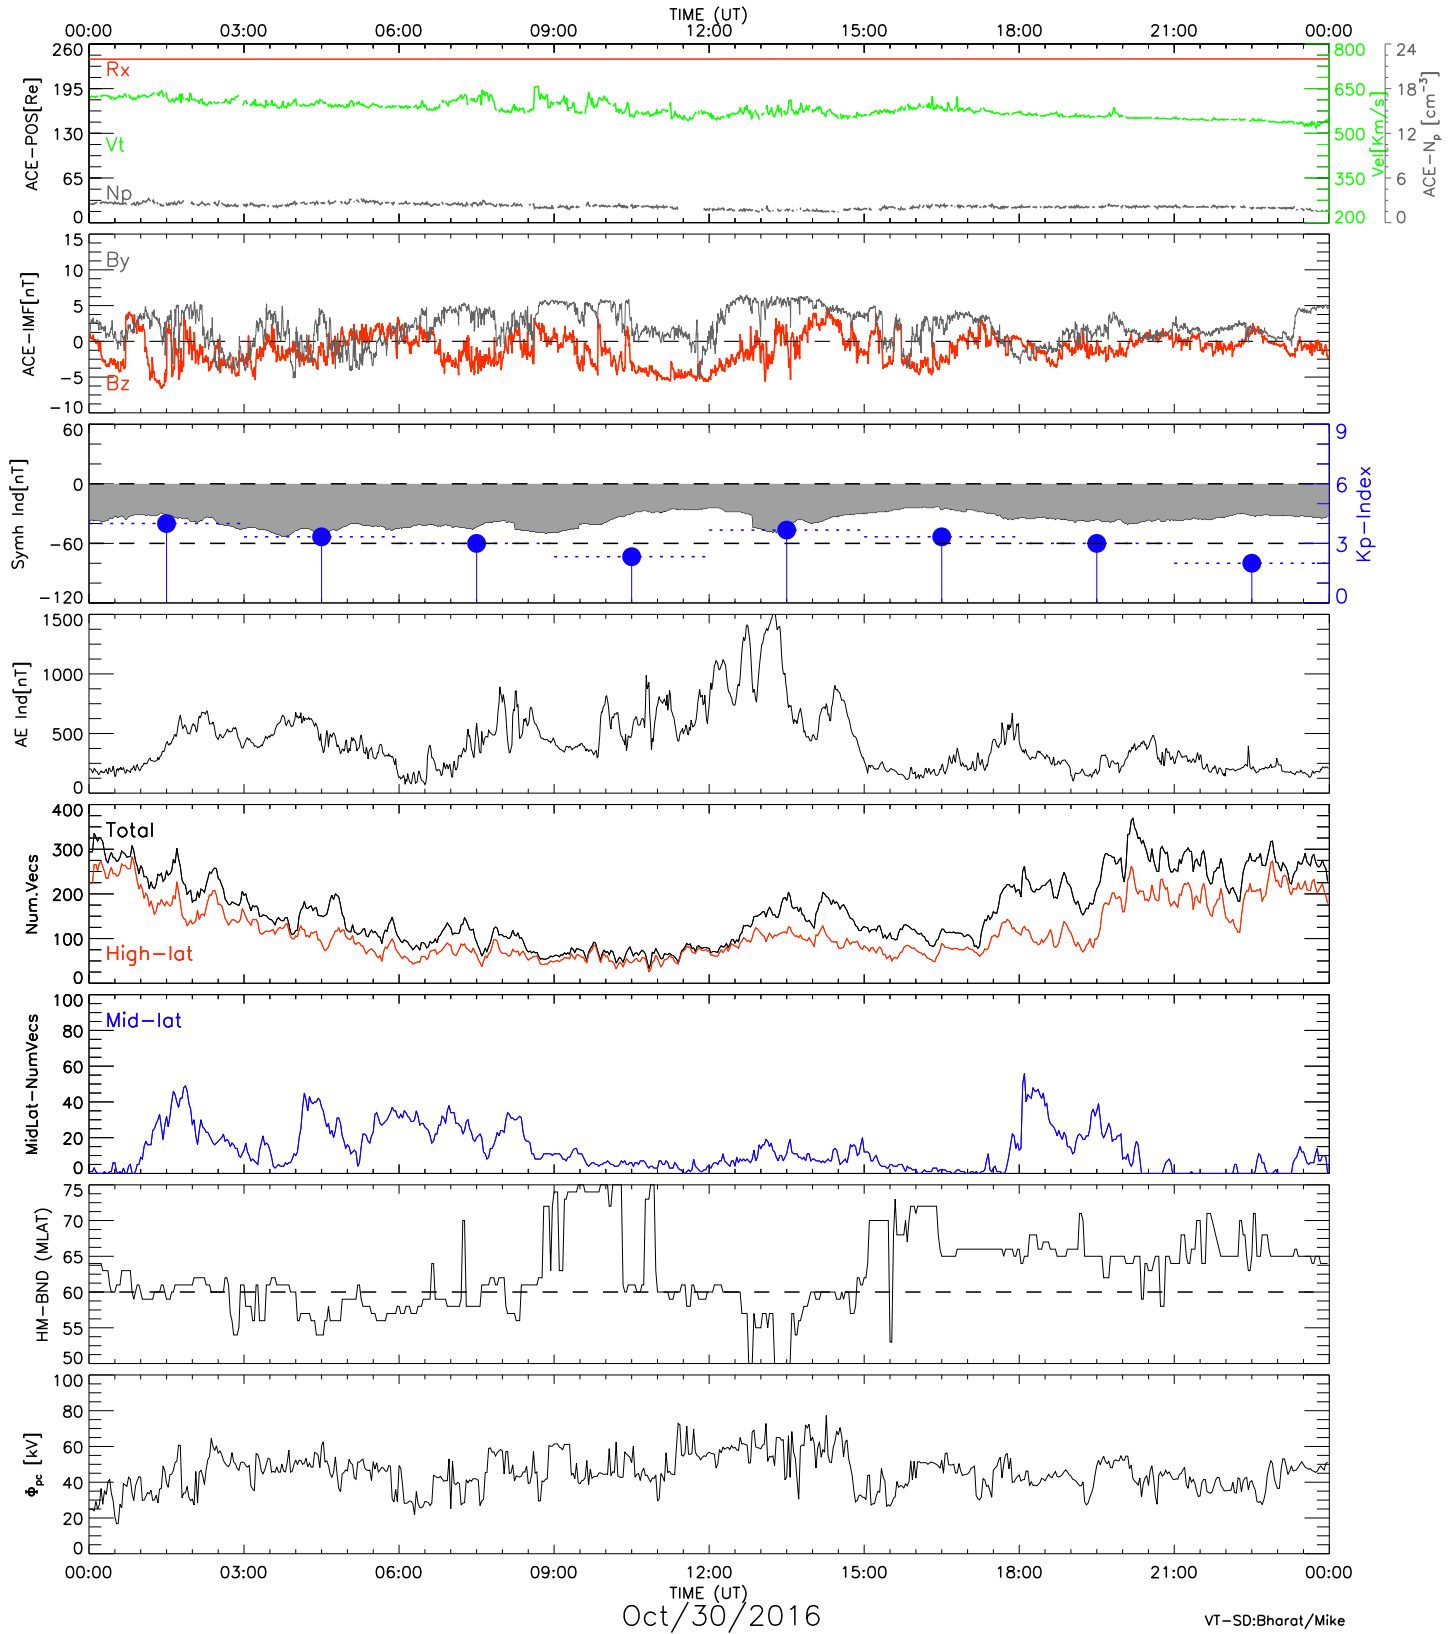 TIME (UT)
00:00 03:00 06:00 09:00 12:00 15:00 18:00 21:00 00:00
260 195 130 65 0
ACE-POS[Re]
Rx
Vt
Np
800 650 500 350 200
Vel[Km/s]
24 18 12 6 0
ACE-Np [cm-3]
15 10 5 0 -5 -10
ACE-IMF[nT]
By
Bz
60 0 -60 -120
Symh Ind[nT]
9 6 3 0
Kp-Index
1500 1000 500 0
AE Ind[nT]
400 300 200 100 0
Num.Vecs
Total
High-lat
100 80 60 40 20 0
MidLat-NumVecs
Mid-lat
75 70 65 60 55 50
HM-BND (MLAT)
100 80 60 40 20 0
Φpc [kV]
00:00 03:00 06:00 09:00 12:00 15:00 18:00 21:00 00:00
TIME (UT)
Oct/30/2016
VT-SD:Bharat/Mike